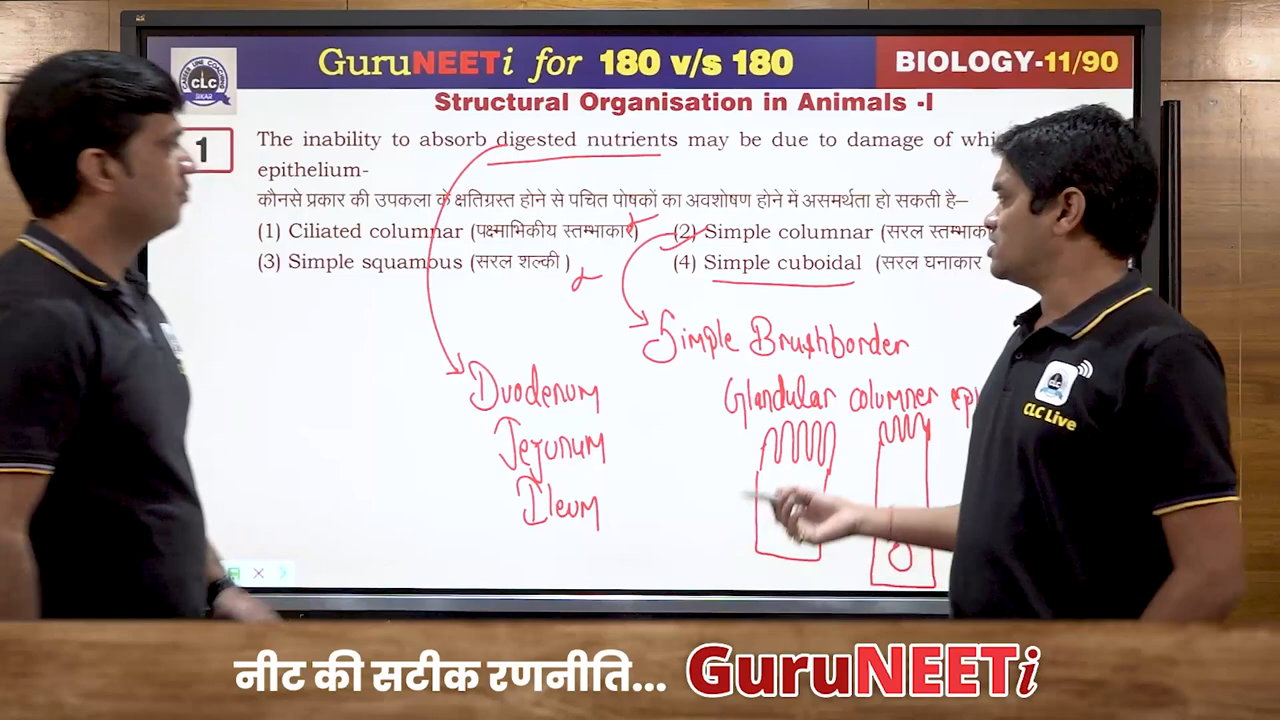 GuruNEETi for 180 v/s 180
BIOLOGY-11/90
CLC
SIKAR
Structural Organisation in Animals -I
1
The inability to absorb digested nutrients may be due to damage of
epithelium-
कौनसे प्रकार की उपकला के क्षतिग्रस्त होने से पचित पोषकों का अवशोषण होने में असमर्थता हो सकती है–
(1) Ciliated columnar (पक्ष्माभिकीय स्तम्भाकार) (2) Simple columnar (सरल
(3) Simple squamous (सरल शल्की ) (4) Simple cuboidal (सरल घनाकार
Simple Brushborder
Duodenum
Glandular columner
Jejunum
Ileum
CLC
CLC Live
नीट की सटीक रणनीति... GuruNEETi